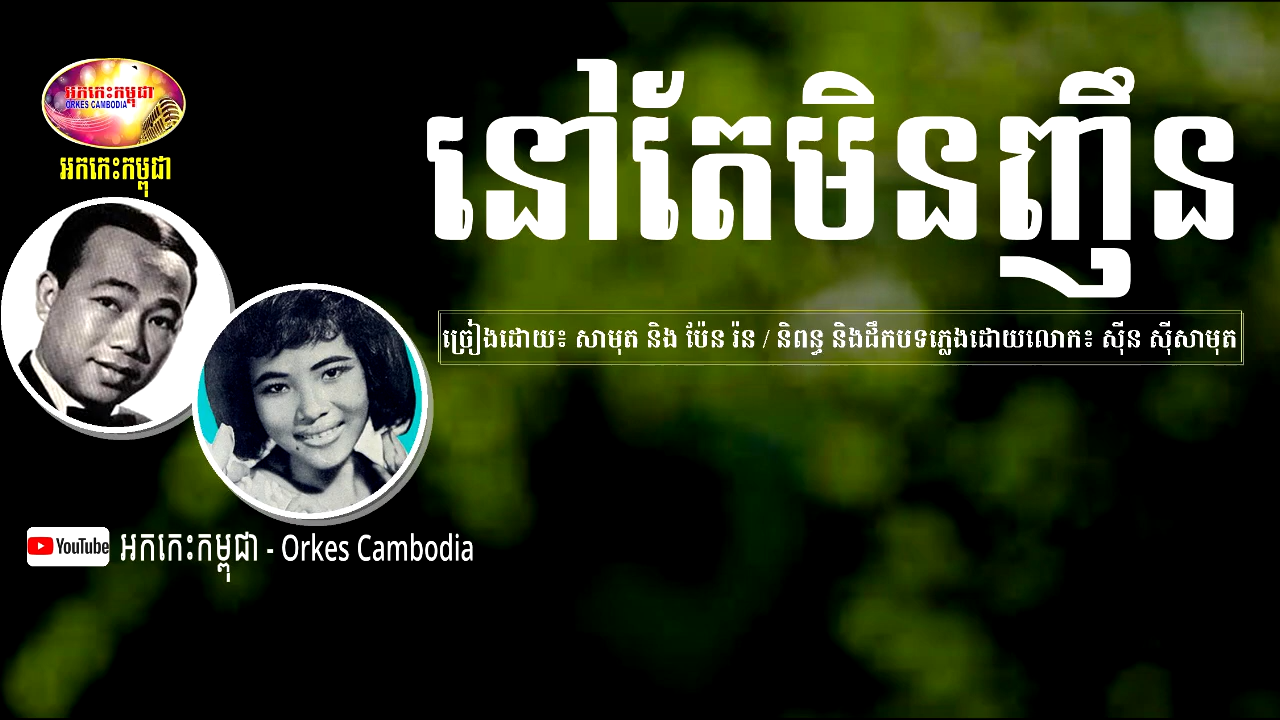 អកកេះកម្ពុជា
ORKES CAMBODIA
អកកេះកម្ពុជា
នៅតែមិនញ៉ឹន
ច្រៀងដោយ៖ សាមុត និង ប៉ែន រ៉ន / និពន្ធ និងដឹកបទភ្លេងដោយលោក៖ ស៊ីន ស៊ីសាមុត
YouTube អកកេះកម្ពុជា - Orkes Cambodia